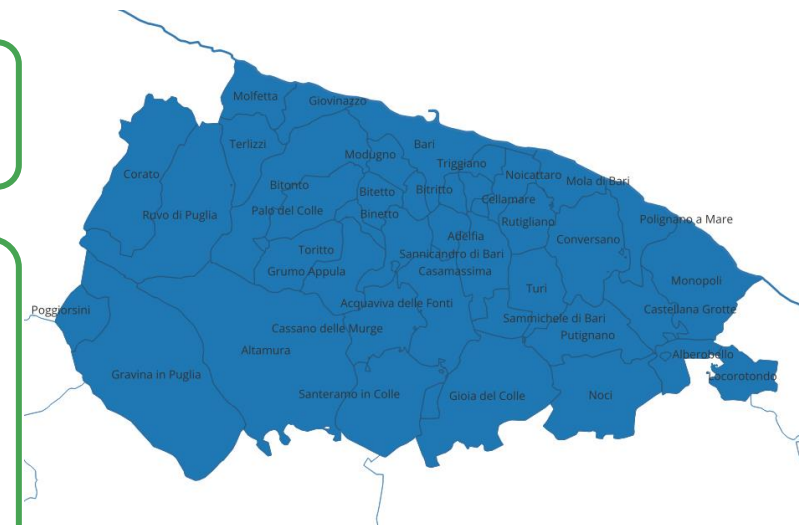 Molfetta
Giovinazzo
Terlizzi
Bari
Modugno
Triggiano
Corato
Noicattaro
Mola di Bari
Bitonto
Bitetto
Britritto
Cellamare
Ruvo di Puglia
Palo del Colle
Binetto
Rutigliano
Polignano a Mare
Adelfia
Conversano
Toritto
Sannicandro di Bari
Grumo Appula
Casamassima
Monopoli
Turi
Poggiorsini
Acquaviva delle Fonti
Castellana Grotte
Sammichele di Bari
Cassano delle Murge
Putignano
Altamura
Alberobello
Gravina in Puglia
Locorotondo
Santeramo in Colle
Gioia del Colle
Noci